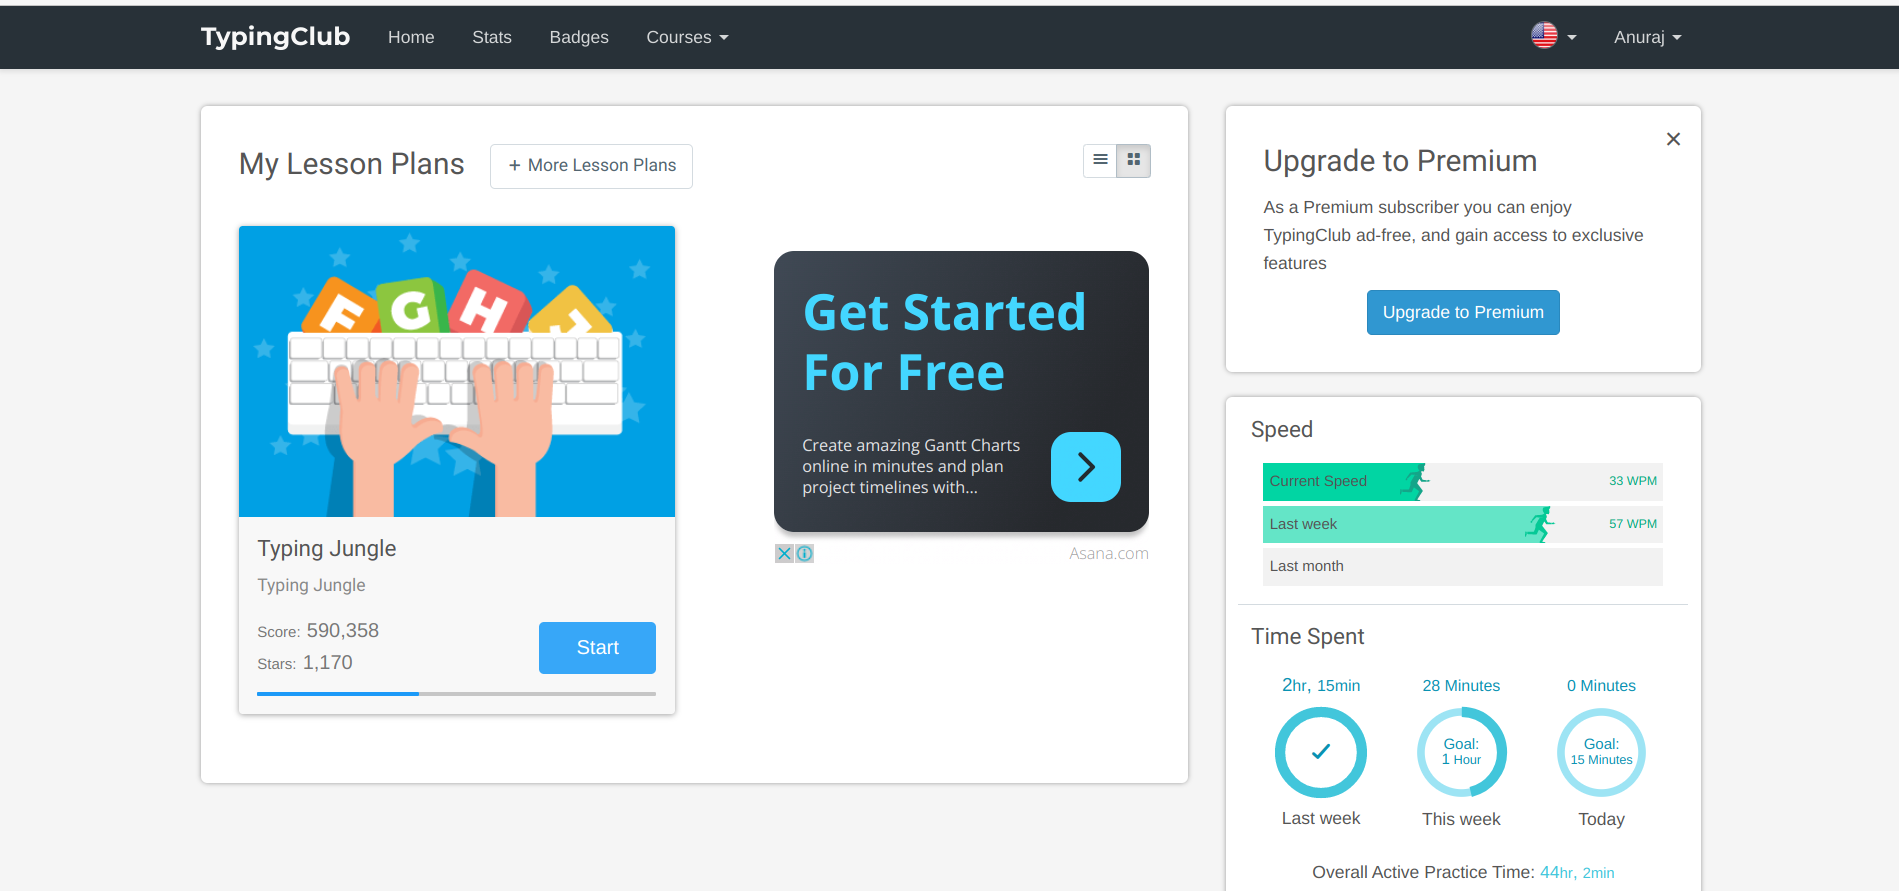 TypingClub Home Stats Badges Courses Anuraj
My Lesson Plans
+ More Lesson Plans
F G H J
Typing Jungle
Typing Jungle
Score: 590,358
Stars: 1,170
Start
Get Started
For Free
Create amazing Gantt Charts
online in minutes and plan
project timelines with...
Asana.com
Upgrade to Premium
As a Premium subscriber you can enjoy
TypingClub ad-free, and gain access to exclusive
features
Upgrade to Premium
Speed
Current Speed 33 WPM
Last week 57 WPM
Last month
Time Spent
2hr, 15min 28 Minutes 0 Minutes
Goal: Goal:
1 Hour 15 Minutes
Last week This week Today
Overall Active Practice Time: 44hr, 2min